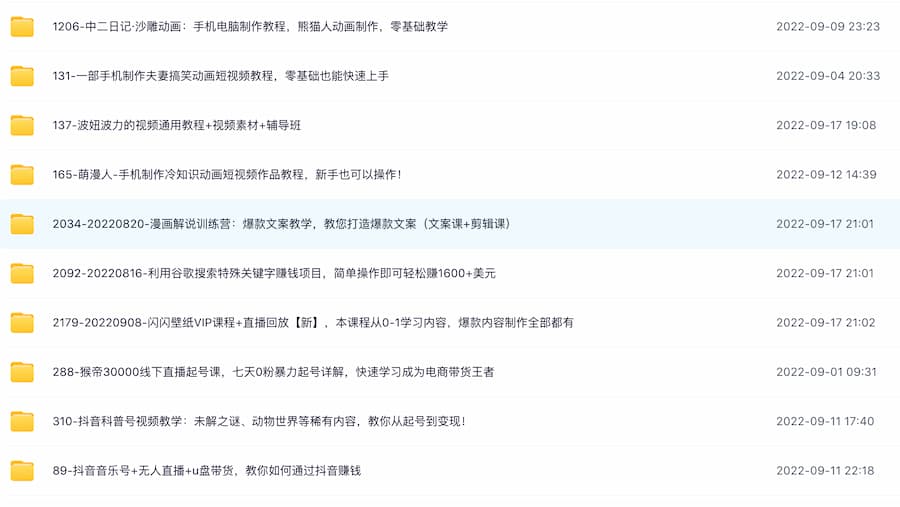 1206-中二日记·沙雕动画：手机电脑制作教程，熊猫人动画制作，零基础教学 2022-09-09 23:23
131-一部手机制作夫妻搞笑动画短视频教程，零基础也能快速上手 2022-09-04 20:33
137-波妞波力的视频通用教程+视频素材+辅导班 2022-09-17 19:08
165-萌漫人-手机制作冷知识动画短视频作品教程，新手也可以操作！ 2022-09-12 14:39
2034-20220820-漫画解说训练营：爆款文案教学，教您打造爆款文案（文案课+剪辑课） 2022-09-17 21:01
2092-20220816-利用谷歌搜索特殊关键字赚钱项目，简单操作即可轻松赚1600+美元 2022-09-17 21:01
2179-20220908-闪闪壁纸VIP课程+直播回放【新】，本课程从0-1学习内容，爆款内容制作全部都有 2022-09-17 21:02
288-猴帝30000线下直播起号课，七天0粉暴力起号详解，快速学习成为电商带货王者 2022-09-01 09:31
310-抖音科普号视频教学：未解之谜、动物世界等稀有内容，教你从起号到变现！ 2022-09-11 17:40
89-抖音音乐号+无人直播+u盘带货，教你如何通过抖音赚钱 2022-09-11 22:18